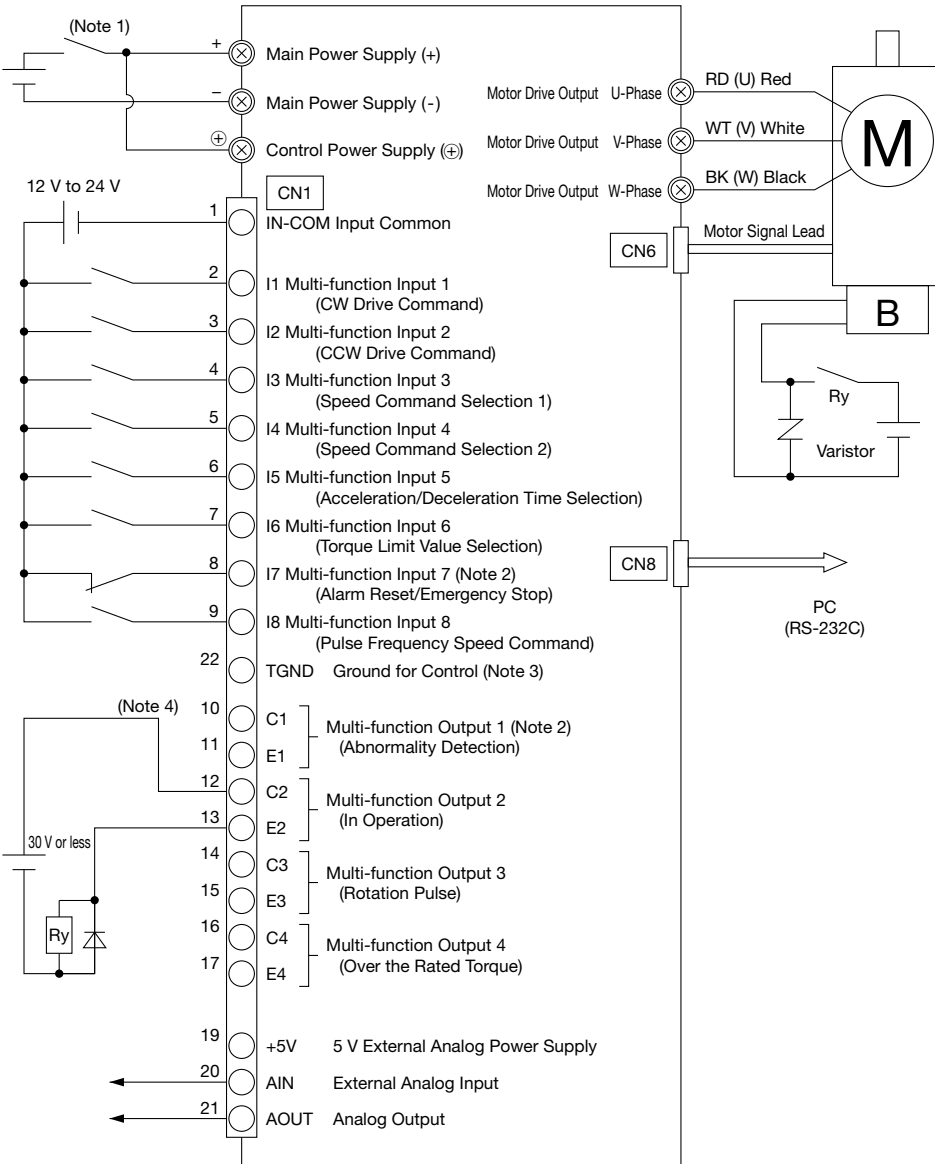 (Note 1)
+
Main Power Supply (+)
−
Main Power Supply (-)
⊕
Control Power Supply (⊕)
12 V to 24 V
CN1
1
IN-COM Input Common
2
I1 Multi-function Input 1
(CW Drive Command)
3
I2 Multi-function Input 2
(CCW Drive Command)
4
I3 Multi-function Input 3
(Speed Command Selection 1)
5
I4 Multi-function Input 4
(Speed Command Selection 2)
6
I5 Multi-function Input 5
(Acceleration/Deceleration Time Selection)
7
I6 Multi-function Input 6
(Torque Limit Value Selection)
8
I7 Multi-function Input 7 (Note 2)
(Alarm Reset/Emergency Stop)
9
I8 Multi-function Input 8
(Pulse Frequency Speed Command)
22
TGND Ground for Control (Note 3)
(Note 4)
10
C1
11
E1
Multi-function Output 1 (Note 2)
(Abnormality Detection)
12
C2
13
E2
Multi-function Output 2
(In Operation)
30 V or less
Ry
14
C3
15
E3
Multi-function Output 3
(Rotation Pulse)
16
C4
17
E4
Multi-function Output 4
(Over the Rated Torque)
19
+5V 5 V External Analog Power Supply
20
AIN External Analog Input
21
AOUT Analog Output
Motor Drive Output U-Phase
RD (U) Red
Motor Drive Output V-Phase
WT (V) White
Motor Drive Output W-Phase
BK (W) Black
M
CN6
Motor Signal Lead
B
Ry
Varistor
CN8
PC
(RS-232C)